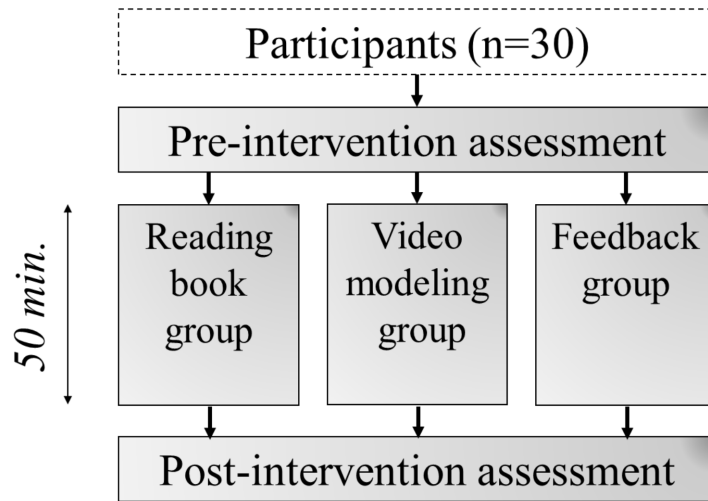 Participants (n=30)
Pre-intervention assessment
50 min.
Reading
book
group
Video
modeling
group
Feedback
group
Post-intervention assessment